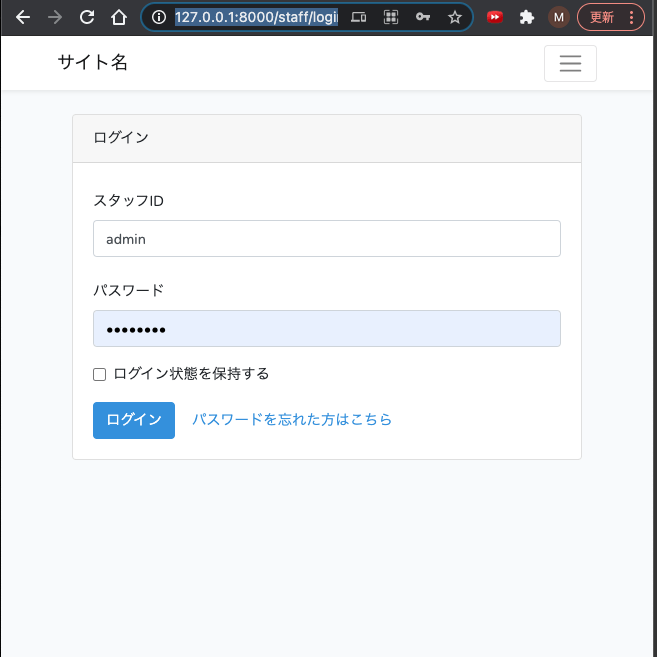 127.0.0.1:8000/staff/logi
M
更新
サイト名
ログイン
スタッフID
admin
パスワード
••••••••
ログイン状態を保持する
ログイン パスワードを忘れた方はこちら